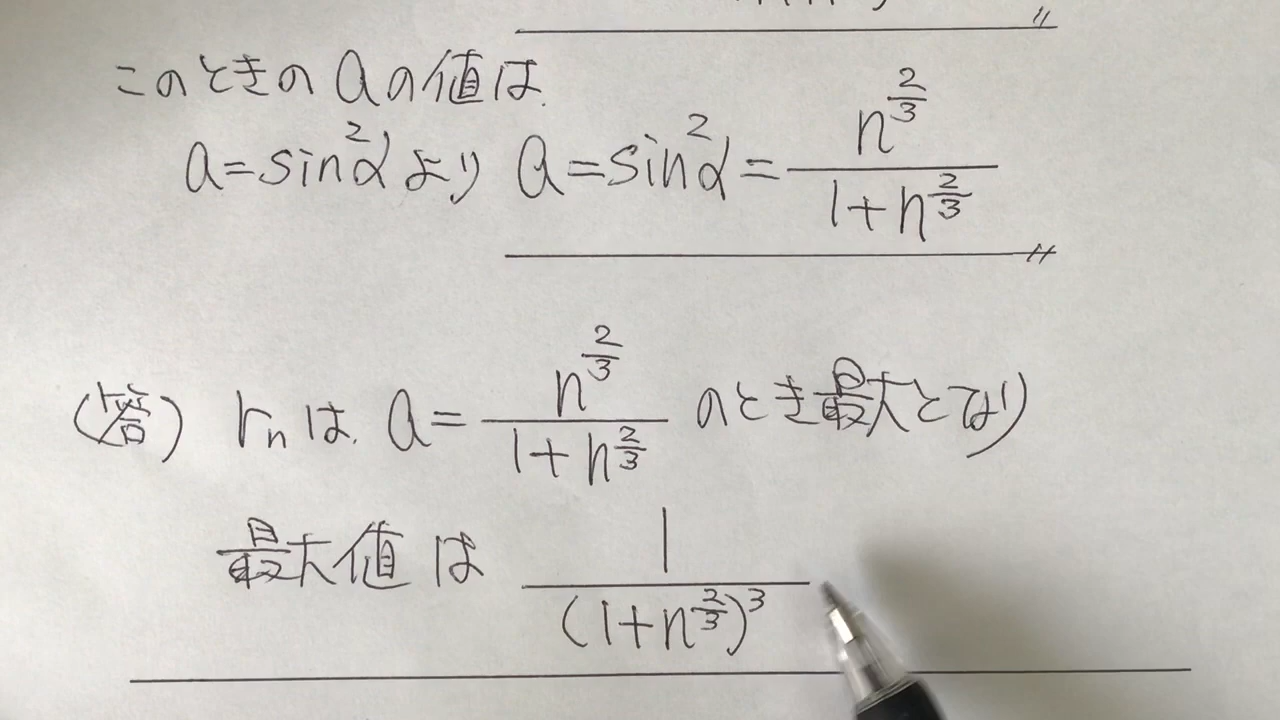 このときのaの値は、
a=sin²αより a=sin²α= n^(2/3) / (1+n^(2/3))
(答) rₙは、a= n^(2/3) / (1+n^(2/3)) のとき最大となり
最大値は 1 / (1+n^(2/3))³